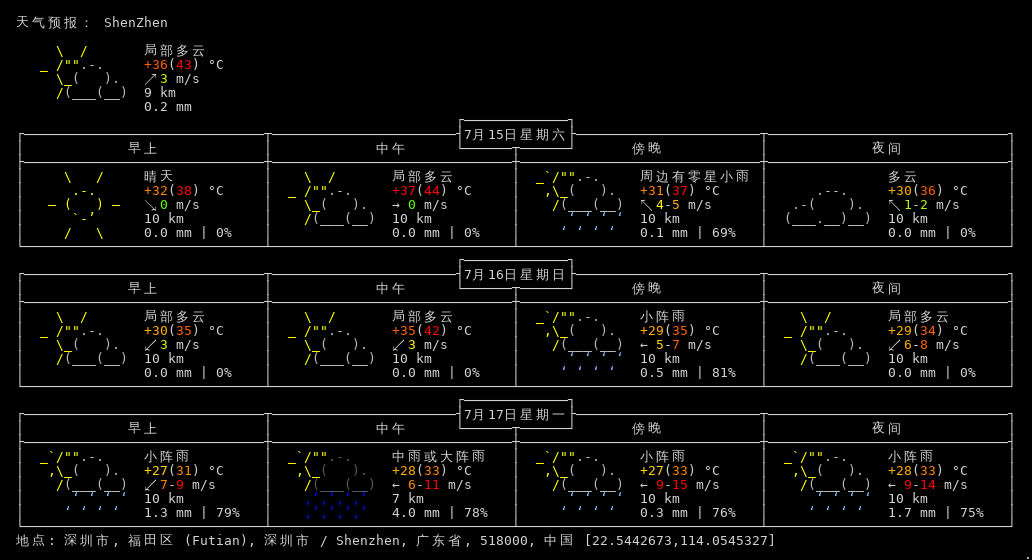 天气预报： ShenZhen
局部多云
+36(43) °C
↗3 m/s
9 km
0.2 mm
7月15日星期六
早上 中午 傍晚 夜间
晴天 局部多云 周边有零星小雨 多云
+32(38) °C +37(44) °C +31(37) °C +30(36) °C
↘0 m/s → 0 m/s ↖4-5 m/s ↖1-2 m/s
10 km 10 km 10 km 10 km
0.0 mm | 0% 0.0 mm | 0% 0.1 mm | 69% 0.0 mm | 0%
7月16日星期日
早上 中午 傍晚 夜间
局部多云 局部多云 小阵雨 局部多云
+30(35) °C +35(42) °C +29(35) °C +29(34) °C
↙3 m/s ↙3 m/s ← 5-7 m/s ↙6-8 m/s
10 km 10 km 10 km 10 km
0.0 mm | 0% 0.0 mm | 0% 0.5 mm | 81% 0.0 mm | 0%
7月17日星期一
早上 中午 傍晚 夜间
小阵雨 中雨或大阵雨 小阵雨 小阵雨
+27(31) °C +28(33) °C +27(33) °C +28(33) °C
↙7-9 m/s ← 6-11 m/s ← 9-15 m/s ← 9-14 m/s
10 km 7 km 10 km 10 km
1.3 mm | 79% 4.0 mm | 78% 0.3 mm | 76% 1.7 mm | 75%
地点: 深圳市, 福田区 (Futian), 深圳市 / Shenzhen, 广东省, 518000, 中国 [22.5442673,114.0545327]